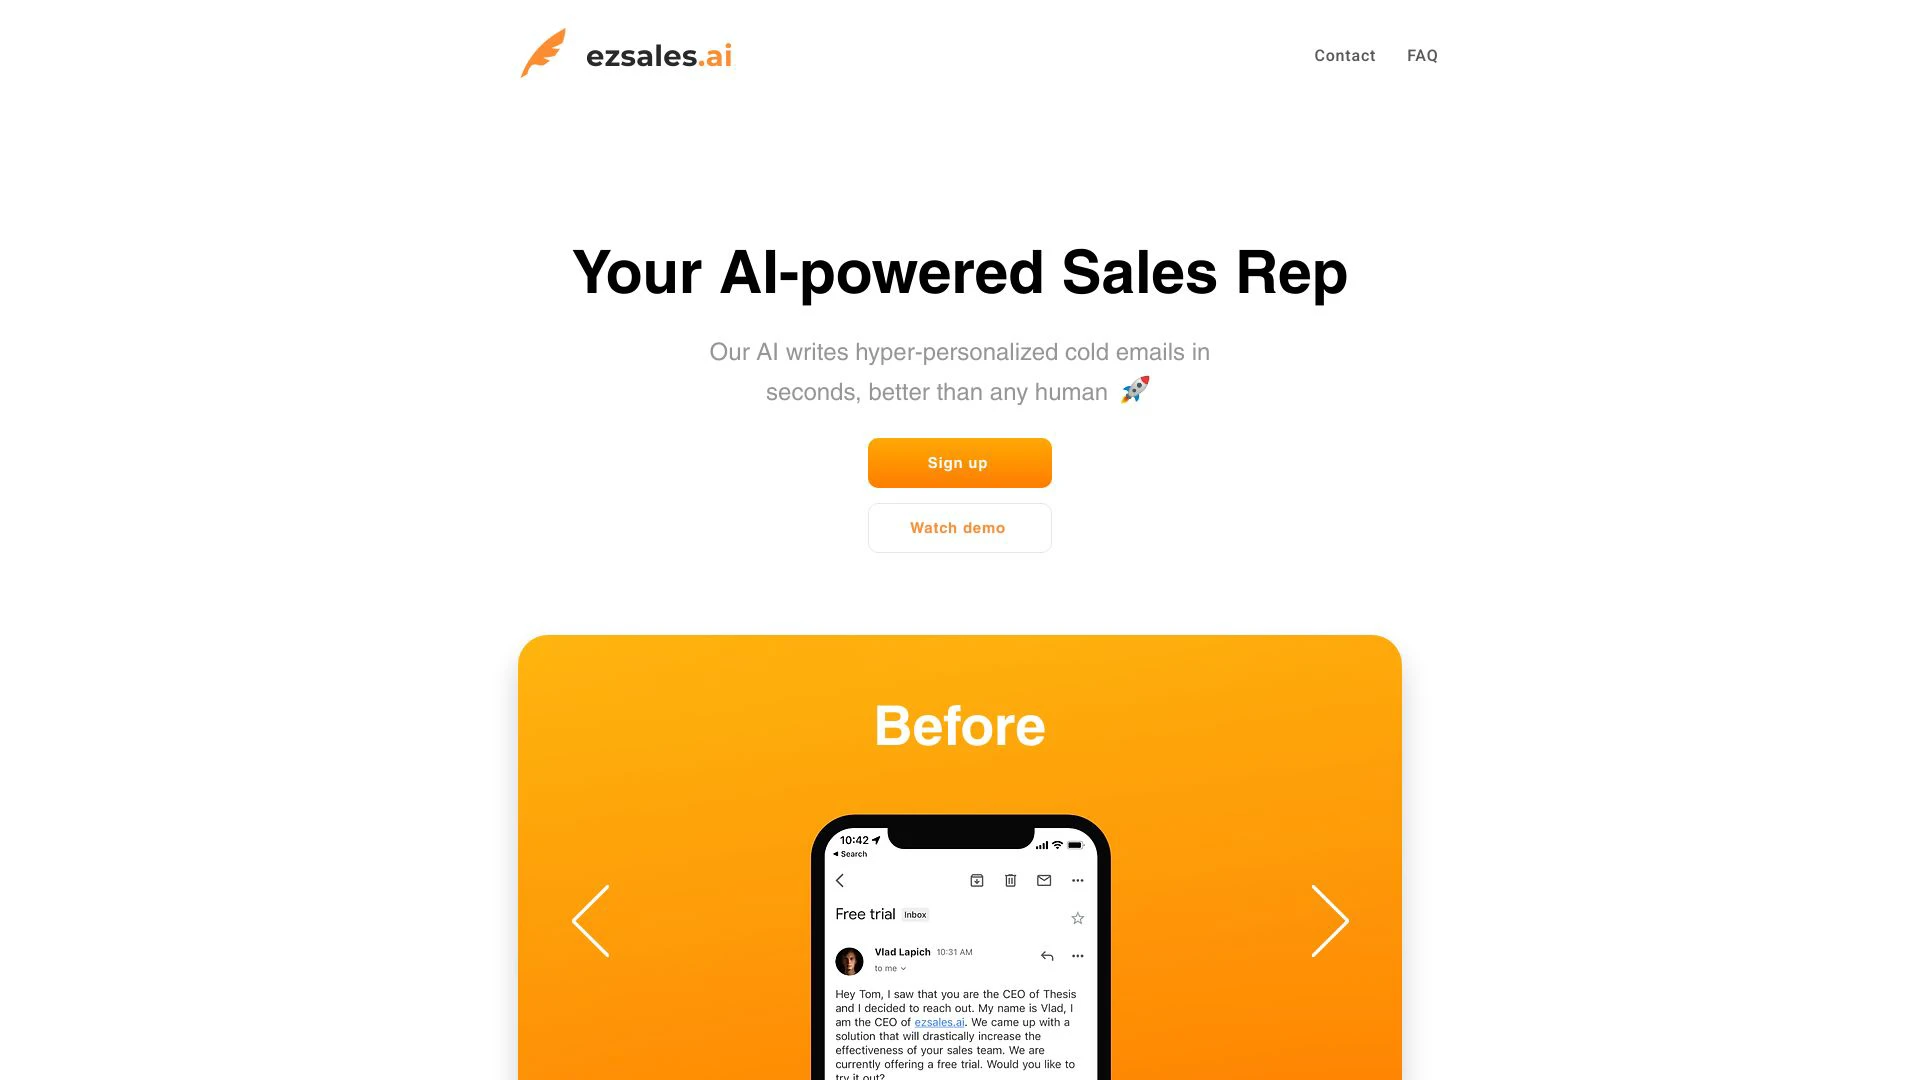 ezsales.ai
Contact
FAQ
Your AI-powered Sales Rep
Our AI writes hyper-personalized cold emails in
seconds, better than any human 🚀
Sign up
Watch demo
Before
10:42
Search
Free trial Inbox
Vlad Lapich 10:31 AM
to me
Hey Tom, I saw that you are the CEO of Thesis
and I decided to reach out. My name is Vlad, I
am the CEO of ezsales.ai. We came up with a
solution that will drastically increase the
effectiveness of your sales team. We are
currently offering a free trial. Would you like to
try it out?